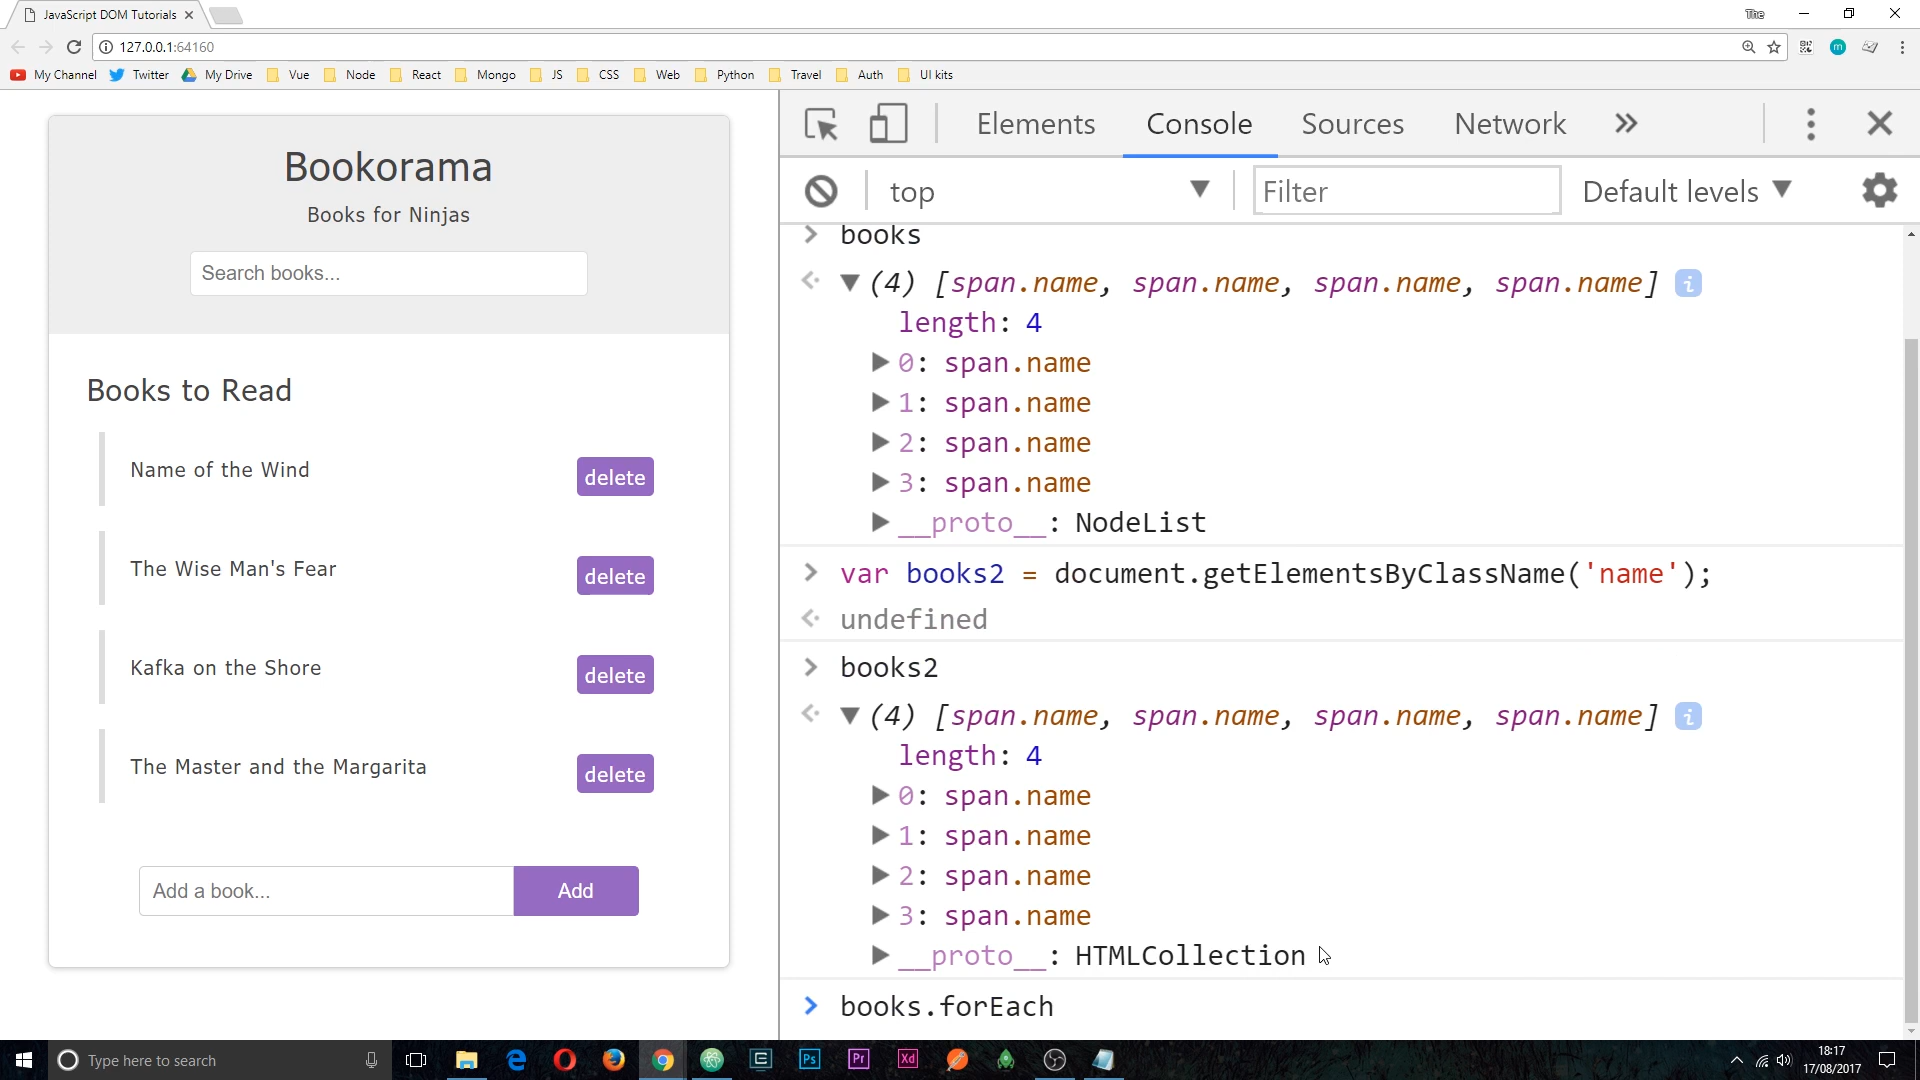 JavaScript DOM Tutorials
The
127.0.0.1:64160
My Channel Twitter My Drive Vue Node React Mongo JS CSS Web Python Travel Auth UI kits
Bookorama
Books for Ninjas
Search books...
Books to Read
Name of the Wind
delete
The Wise Man's Fear
delete
Kafka on the Shore
delete
The Master and the Margarita
delete
Add a book...
Add
Elements Console Sources Network
top
Filter
Default levels
books
(4) [span.name, span.name, span.name, span.name]
length: 4
0: span.name
1: span.name
2: span.name
3: span.name
__proto__: NodeList
var books2 = document.getElementsByClassName('name');
undefined
books2
(4) [span.name, span.name, span.name, span.name]
length: 4
0: span.name
1: span.name
2: span.name
3: span.name
__proto__: HTMLCollection
books.forEach
Type here to search
Ps
Pr
Xd
18:17
17/08/2017